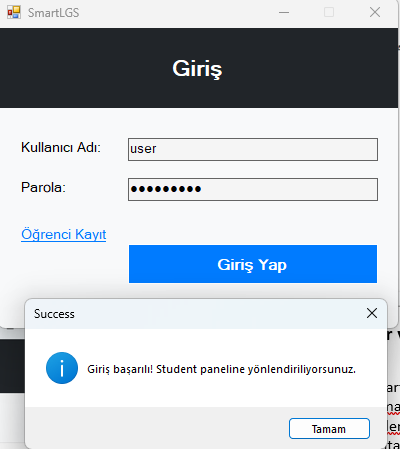 SmartLGS
Giriş
Kullanıcı Adı:
user
Parola:
●●●●●●●●●
Öğrenci Kayıt
Giriş Yap
Success
Giriş başarılı! Student paneline yönlendiriliyorsunuz.
Tamam